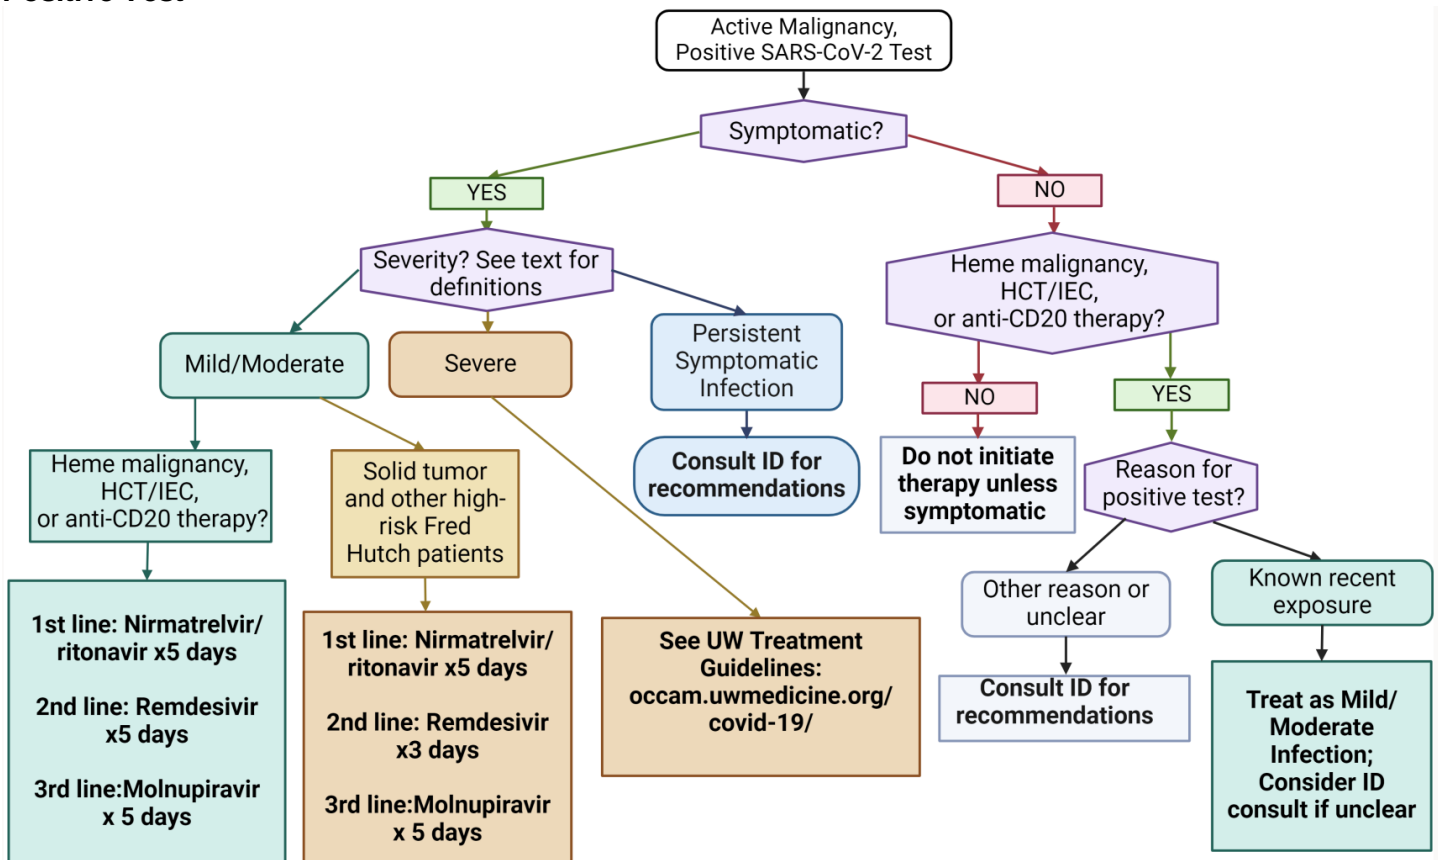 Positive Test
Active Malignancy,
Positive SARS-CoV-2 Test
Symptomatic?
YES
NO
Severity? See text for
definitions
Heme malignancy,
HCT/IEC,
or anti-CD20 therapy?
Mild/Moderate
Severe
Persistent
Symptomatic
Infection
NO
YES
Consult ID for
recommendations
Do not initiate
therapy unless
symptomatic
Reason for
positive test?
Heme malignancy,
HCT/IEC,
or anti-CD20 therapy?
Solid tumor
and other high-
risk Fred
Hutch patients
Other reason or
unclear
Known recent
exposure
1st line: Nirmatrelvir/
ritonavir x5 days
2nd line: Remdesivir
x5 days
3rd line:Molnupiravir
x 5 days
1st line: Nirmatrelvir/
ritonavir x5 days
2nd line: Remdesivir
x3 days
3rd line:Molnupiravir
x 5 days
See UW Treatment
Guidelines:
occam.uwmedicine.org/
covid-19/
Consult ID for
recommendations
Treat as Mild/
Moderate
Infection;
Consider ID
consult if unclear